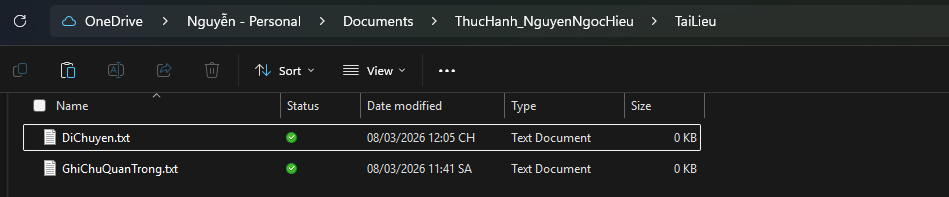 OneDrive > Nguyễn - Personal > Documents > ThucHanh_NguyenNgocHieu > TaiLieu >
Sort View ...
Name Status Date modified Type Size
DiChuyen.txt 08/03/2026 12:05 CH Text Document 0 KB
GhiChuQuanTrong.txt 08/03/2026 11:41 SA Text Document 0 KB